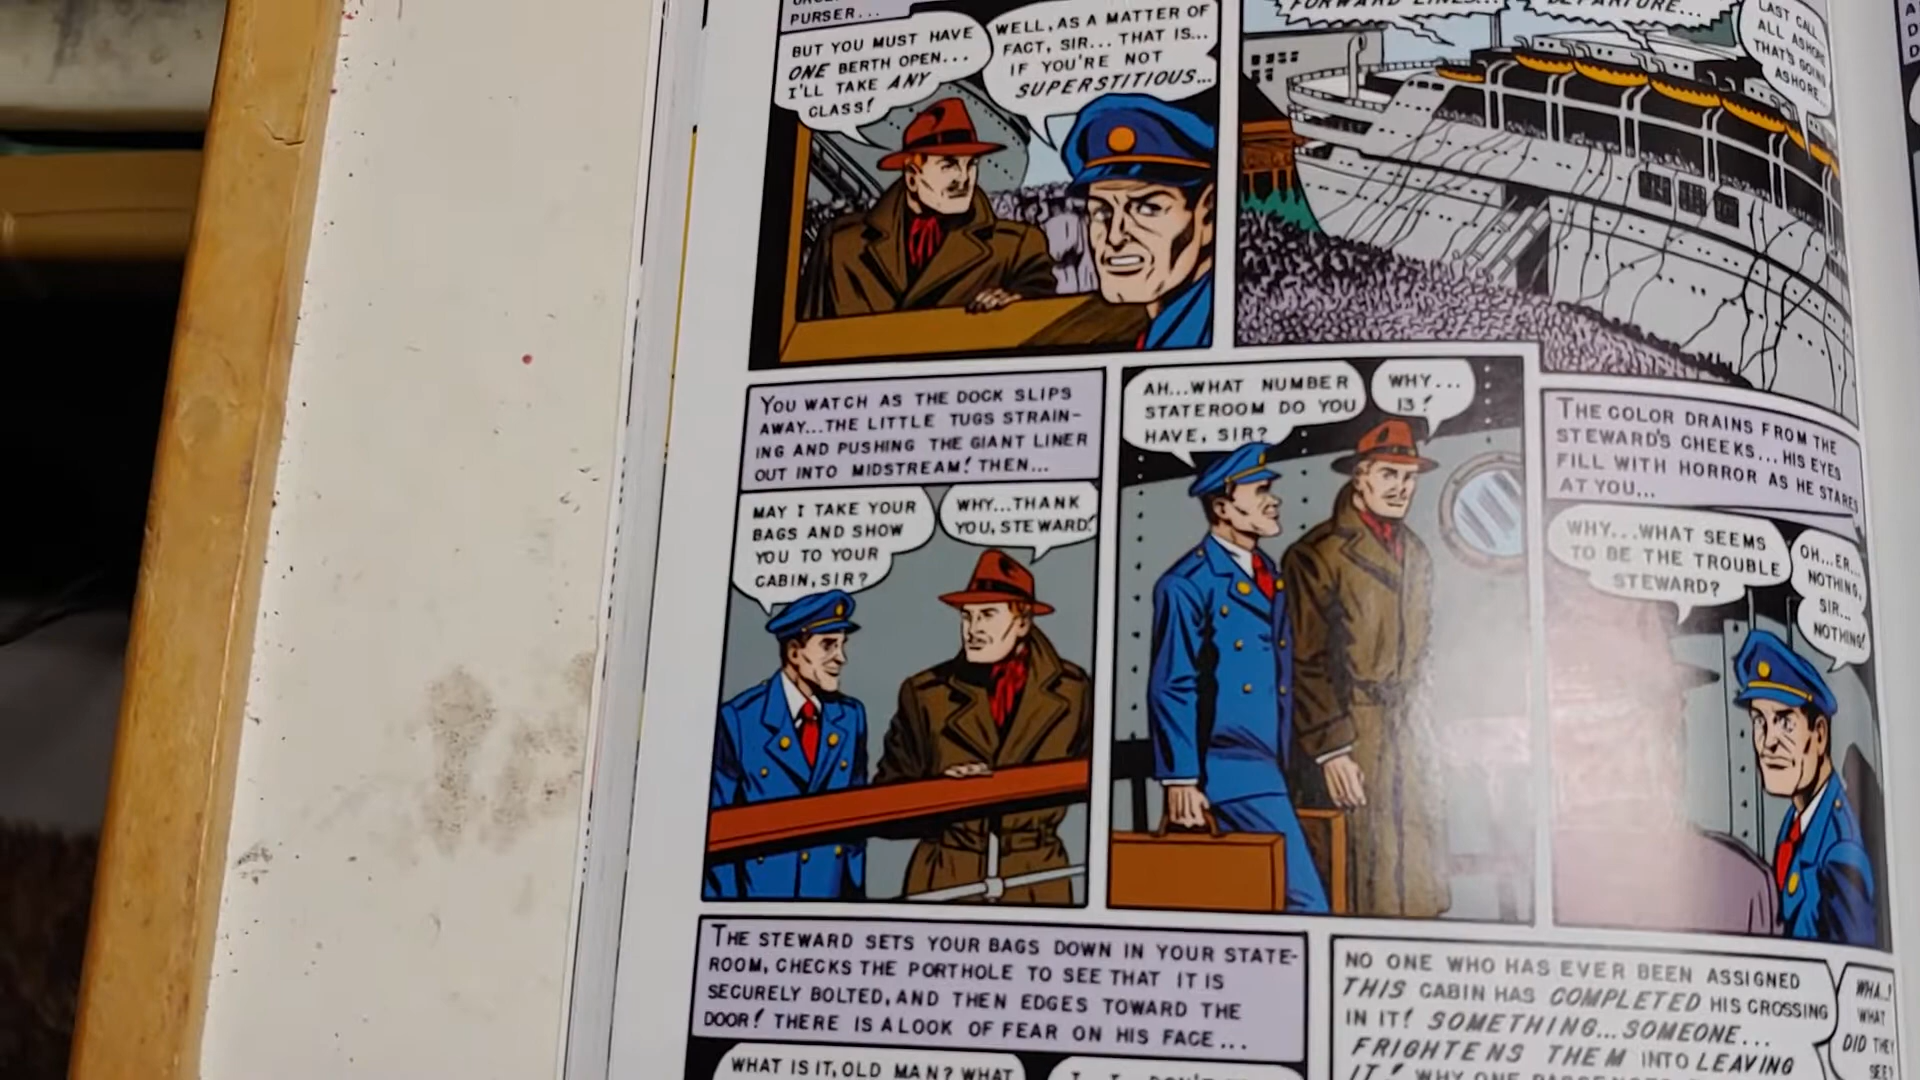 PURSER...
BUT YOU MUST HAVE
ONE BERTH OPEN...
I'LL TAKE ANY
CLASS!
WELL, AS A MATTER OF
FACT, SIR... THAT IS...
IF YOU'RE NOT
SUPERSTITIOUS...
FORWARD LINES...
DEPARTURE...
LAST CALL...
ALL ASHORE
THAT'S GOING
ASHORE...
YOU WATCH AS THE DOCK SLIPS
AWAY...THE LITTLE TUGS STRAIN-
ING AND PUSHING THE GIANT LINER
OUT INTO MIDSTREAM! THEN...
MAY I TAKE YOUR
BAGS AND SHOW
YOU TO YOUR
CABIN, SIR?
WHY...THANK
YOU, STEWARD!
AH...WHAT NUMBER
STATEROOM DO YOU
HAVE, SIR?
WHY...
13!
THE COLOR DRAINS FROM THE
STEWARD'S CHEEKS... HIS EYES
FILL WITH HORROR AS HE STARES
AT YOU...
WHY...WHAT SEEMS
TO BE THE TROUBLE
STEWARD?
OH...ER...
NOTHING,
SIR...
NOTHING!
THE STEWARD SETS YOUR BAGS DOWN IN YOUR STATE-
ROOM, CHECKS THE PORTHOLE TO SEE THAT IT IS
SECURELY BOLTED, AND THEN EDGES TOWARD THE
DOOR! THERE IS A LOOK OF FEAR ON HIS FACE...
WHAT IS IT, OLD MAN? WHAT
NO ONE WHO HAS EVER BEEN ASSIGNED
THIS CABIN HAS COMPLETED HIS CROSSING
IN IT! SOMETHING...SOMEONE...
FRIGHTENS THEM INTO LEAVING
IT! WHY ONE
WHA..!
WHAT
DID THEY
SEE?